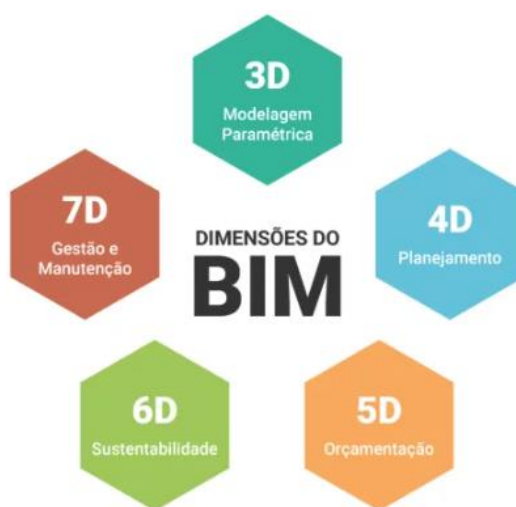 3D
Modelagem
Paramétrica
7D
Gestão e
Manutenção
DIMENSÕES DO
BIM
4D
Planejamento
6D
Sustentabilidade
5D
Orçamentação